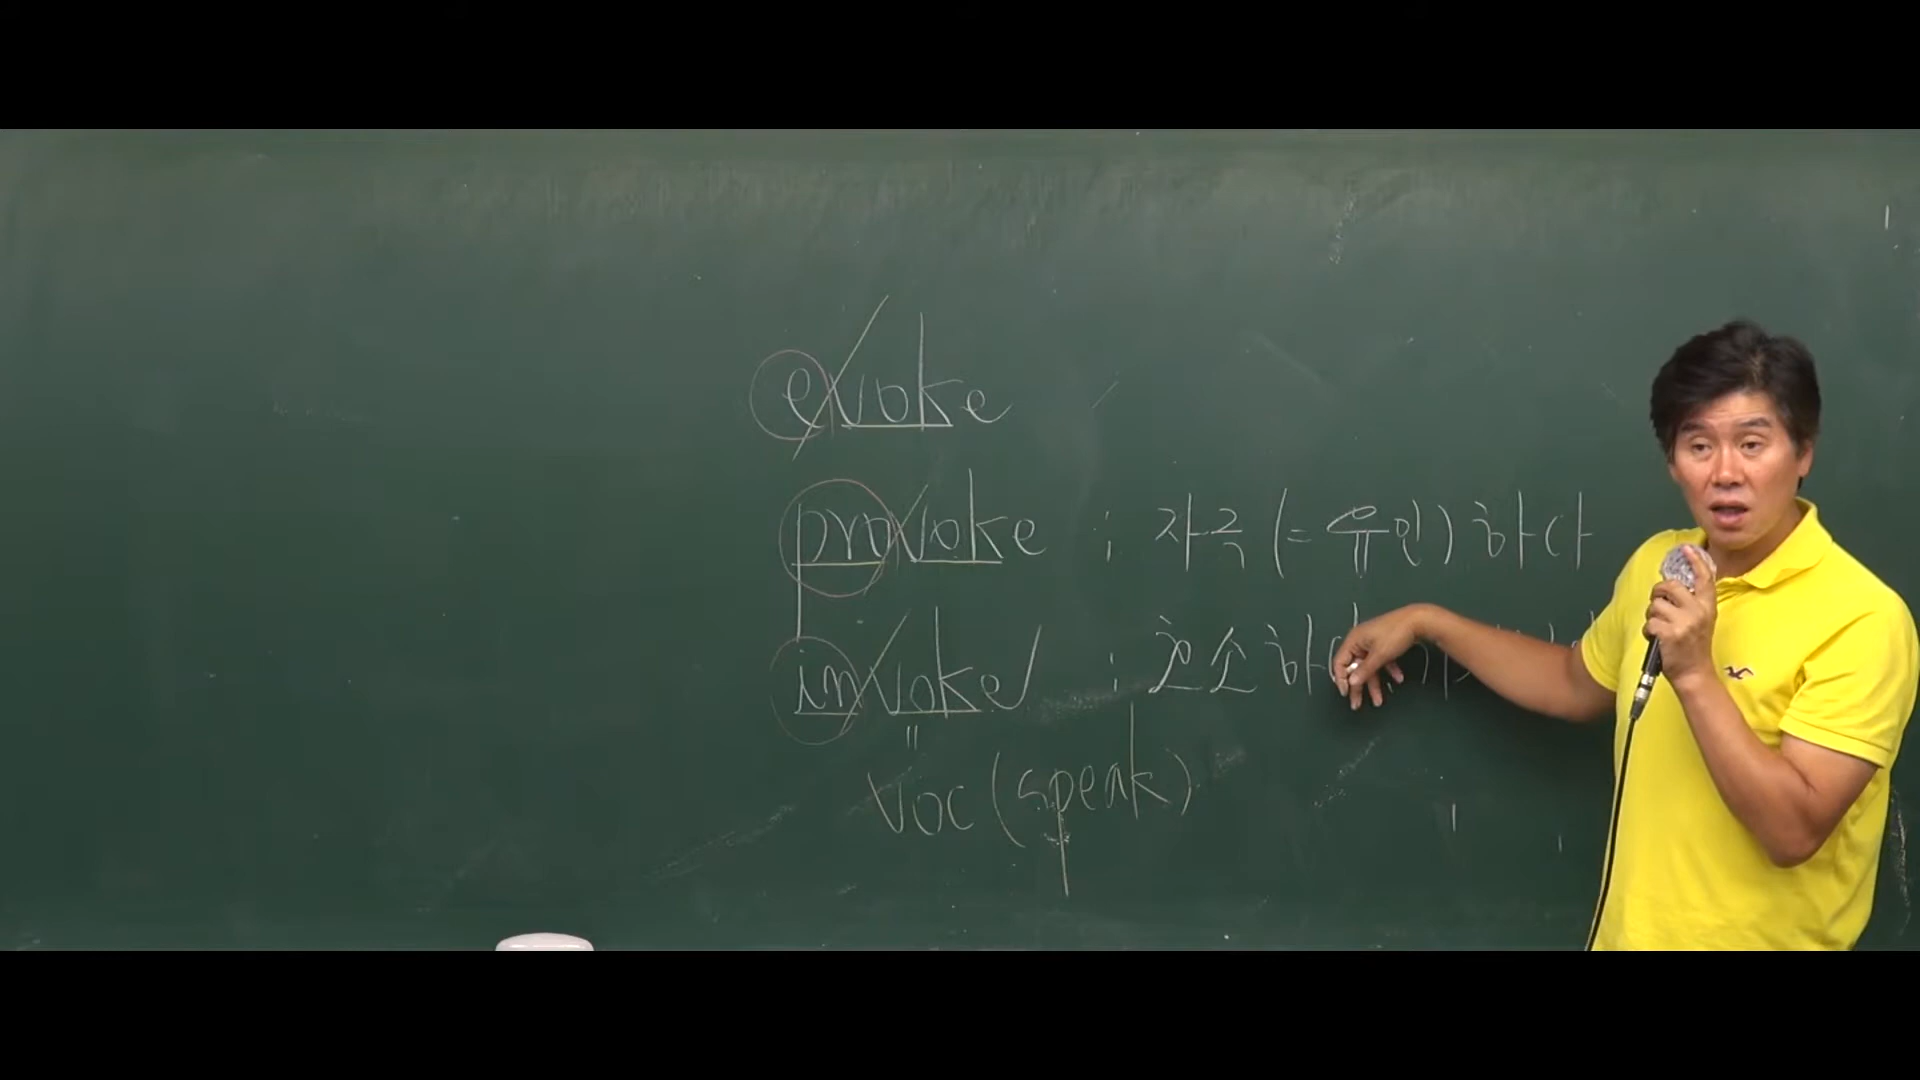 evoke
provoke ; 자극(=유인)하다
invoke ; 호소하다
"
voc(speak)